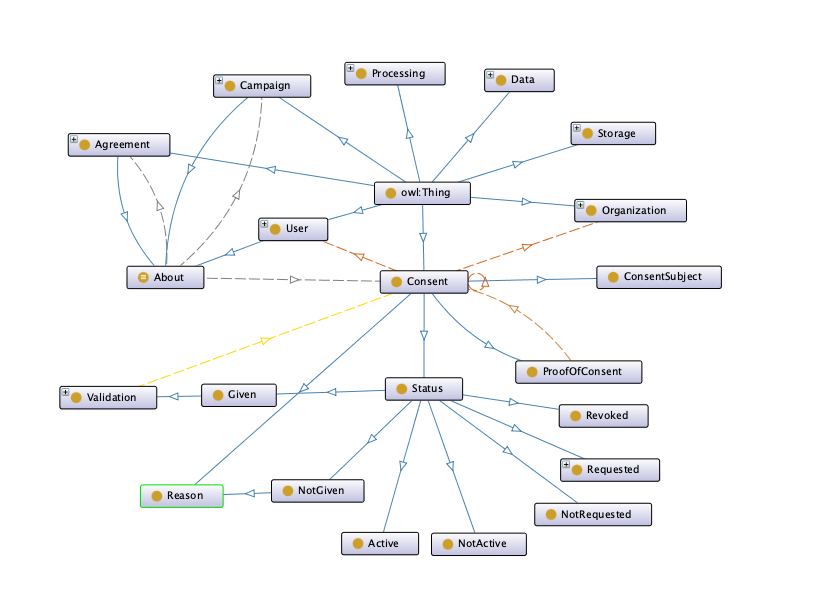 Processing
Campaign
Data
Storage
Agreement
owl:Thing
Organization
User
About
Consent
ConsentSubject
ProofOfConsent
Status
Given
Validation
Revoked
Requested
NotGiven
Reason
NotRequested
Active
NotActive